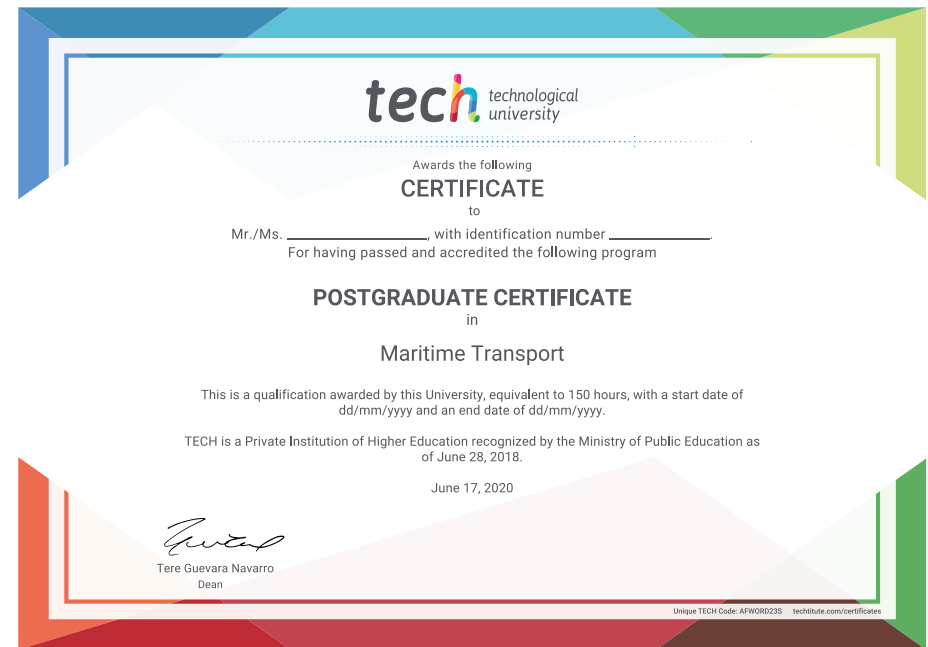 tech technological
university
Awards the following
CERTIFICATE
to
Mr./Ms. ____________________, with identification number ______________.
For having passed and accredited the following program
POSTGRADUATE CERTIFICATE
in
Maritime Transport
This is a qualification awarded by this University, equivalent to 150 hours, with a start date of
dd/mm/yyyy and an end date of dd/mm/yyyy.
TECH is a Private Institution of Higher Education recognized by the Ministry of Public Education as
of June 28, 2018.
June 17, 2020
Tere Guevara Navarro
Dean
Unique TECH Code: AFWORD23S techtitute.com/certificates